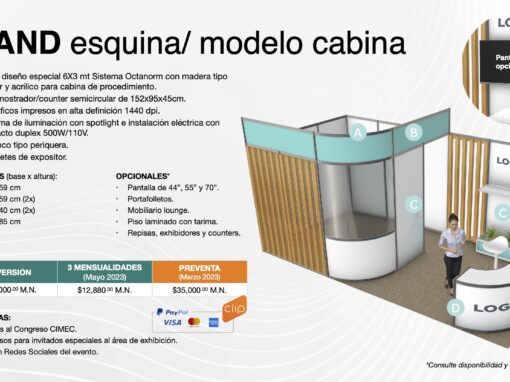 AND esquina/ modelo cabina
diseño especial 6X3 mt Sistema Octanorm con madera tipo
r y acrílico para cabina de procedimiento.
mostrador/counter semicircular de 152x95x45cm.
ficos impresos en alta definición 1440 dpi.
ma de iluminación con spotlight e instalación eléctrica con
acto duplex 500W/110V.
nco tipo periquera.
etes de expositor.
S (base x altura):
59 cm
59 cm (2x)
40 cm (2x)
85 cm
OPCIONALES*
· Pantalla de 44”, 55” y 70”.
· Portafolletos.
· Mobiliario lounge.
· Piso laminado con tarima.
· Repisas, exhibidores y counters.
VERSIÓN
3 MENSUALIDADES
(Mayo 2023)
PREVENTA
(Marzo 2023)
000.00 M.N.
$12,880.00 M.N.
$35,000.00 M.N.
AS:
s al Congreso CIMEC.
sos para invitados especiales al área de exhibición.
n Redes Sociales del evento.
PayPal
VISA
clip
LO
Pant
opci
A
B
C
C
LOG
D
LOG
*Consulte disponibilidad y